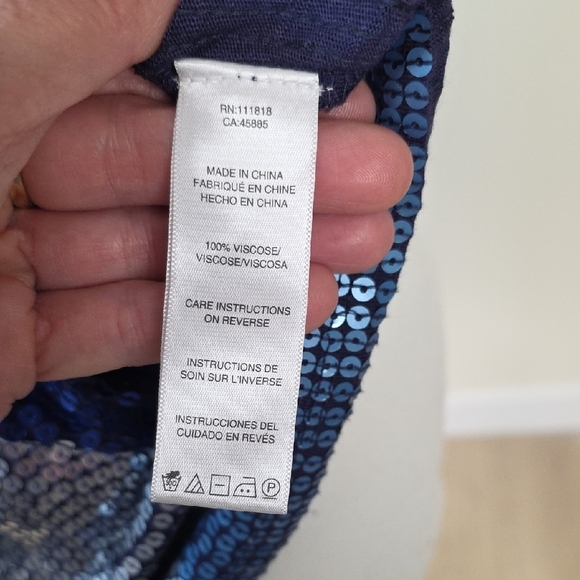 RN:111818
CA:45885
MADE IN CHINA
FABRIQUÉ EN CHINE
HECHO EN CHINA
100% VISCOSE/
VISCOSE/VISCOSA
CARE INSTRUCTIONS
ON REVERSE
INSTRUCTIONS DE
SOIN SUR L'INVERSE
INSTRUCCIONES DEL
CUIDADO EN REVÉS
P